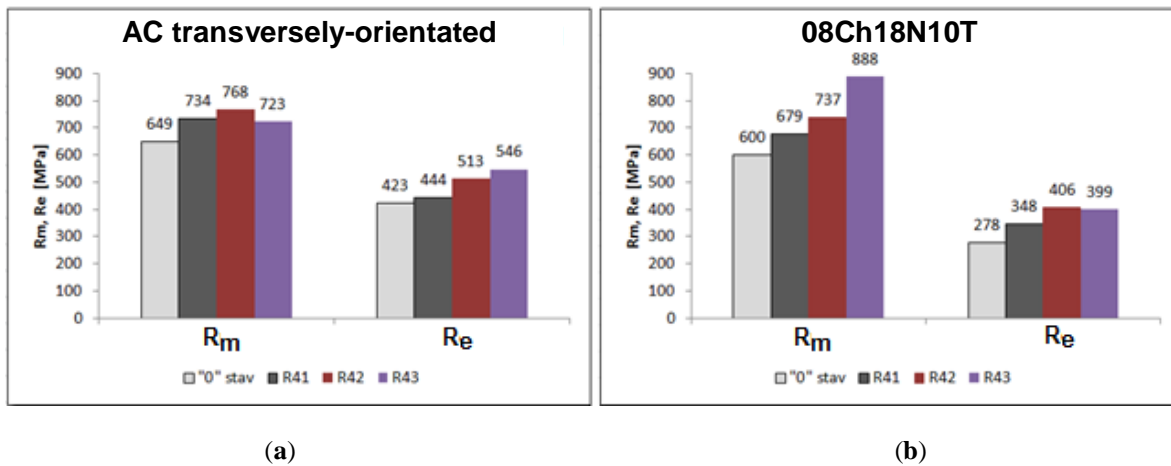 AC transversely-orientated
Rm, Re [MPa]
900
800
700
600
500
400
300
200
100
0
649
734
768
723
423
444
513
546
Rm
Re
"0" stav
R41
R42
R43
(a)
08Ch18N10T
Rm, Re [MPa]
900
800
700
600
500
400
300
200
100
0
600
679
737
888
278
348
406
399
Rm
Re
"0" stav
R41
R42
R43
(b)